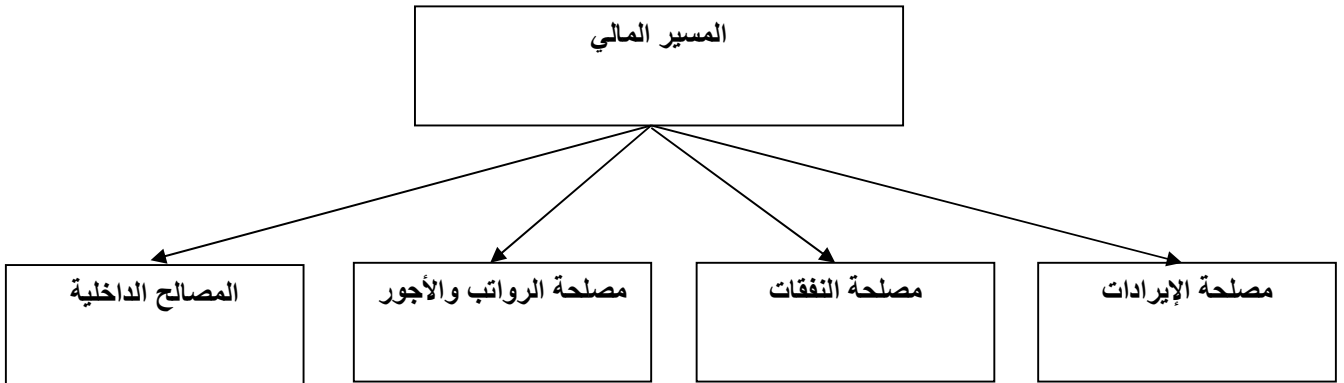 المسير المالي
مصلحة الإيرادات
مصلحة النفقات
مصلحة الرواتب والأجور
المصالح الداخلية